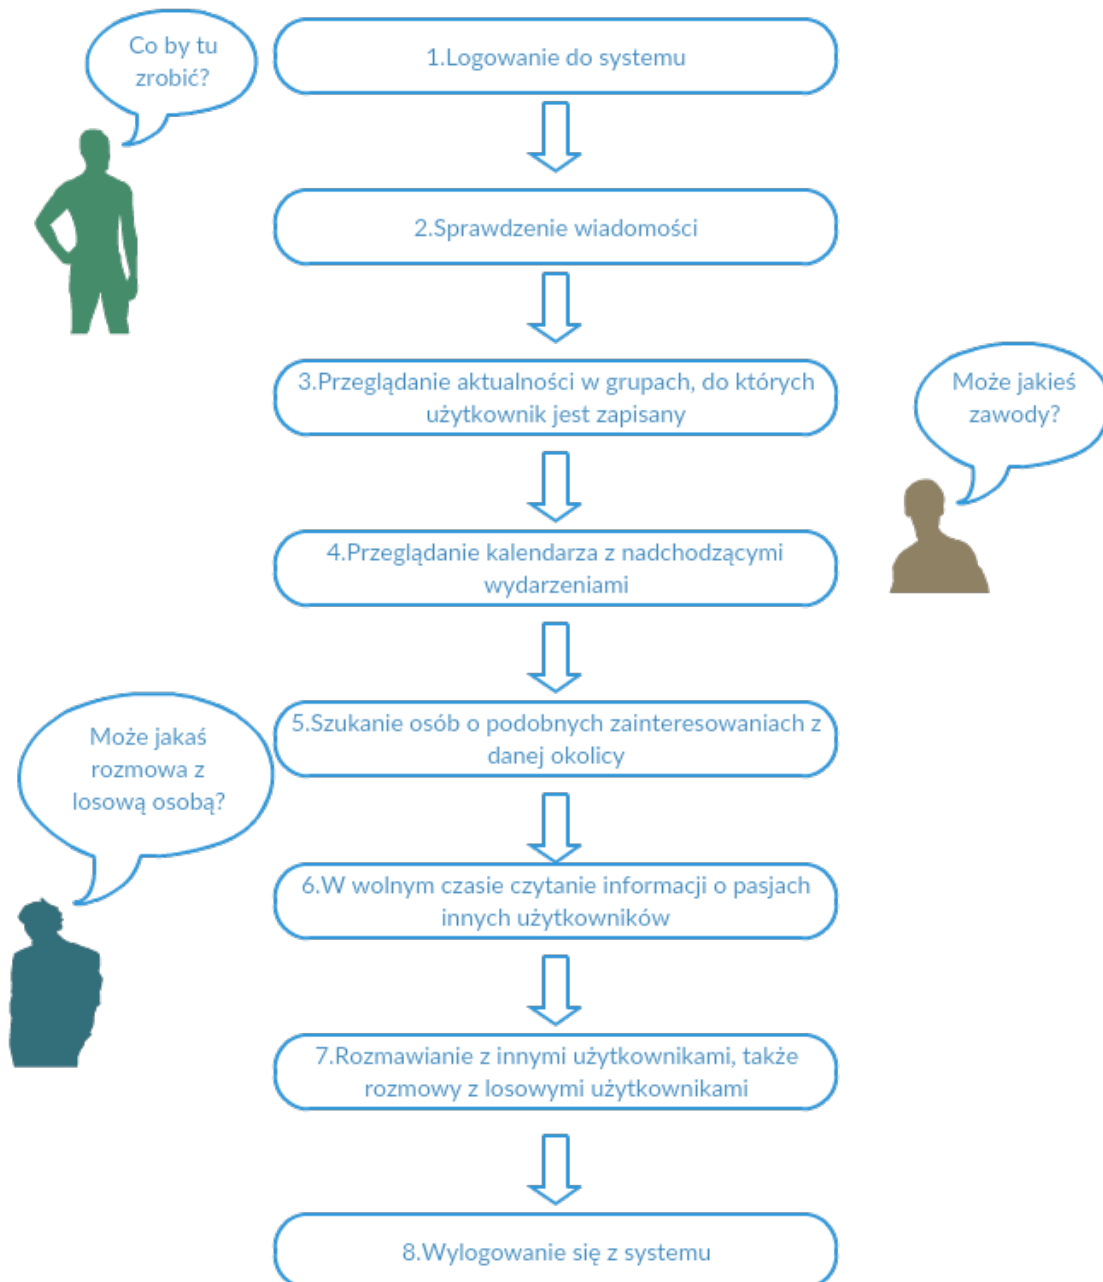 Co by tu
zrobić?
1.Logowanie do systemu
2.Sprawdzenie wiadomości
3.Przeglądanie aktualności w grupach, do których
użytkownik jest zapisany
Może jakieś
zawody?
4.Przeglądanie kalendarza z nadchodzącymi
wydarzeniami
5.Szukanie osób o podobnych zainteresowaniach z
danej okolicy
Może jakaś
rozmowa z
losową osobą?
6.W wolnym czasie czytanie informacji o pasjach
innych użytkowników
7.Rozmawianie z innymi użytkownikami, także
rozmowy z losowymi użytkownikami
8.Wylogowanie się z systemu